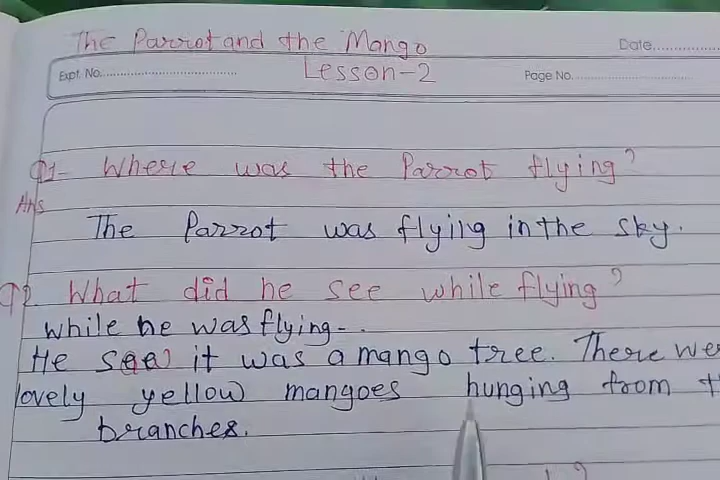 The Parrot and the Mango
Date
Expt. No.
Lesson-2
Page No.
Q1- Where was the Parrot flying?
Ans
The Parrot was flying in the sky.
Q2 What did he see while flying?
while he was flying-.
He saw it was a mango tree. There we
lovely yellow mangoes hunging from t
branches.